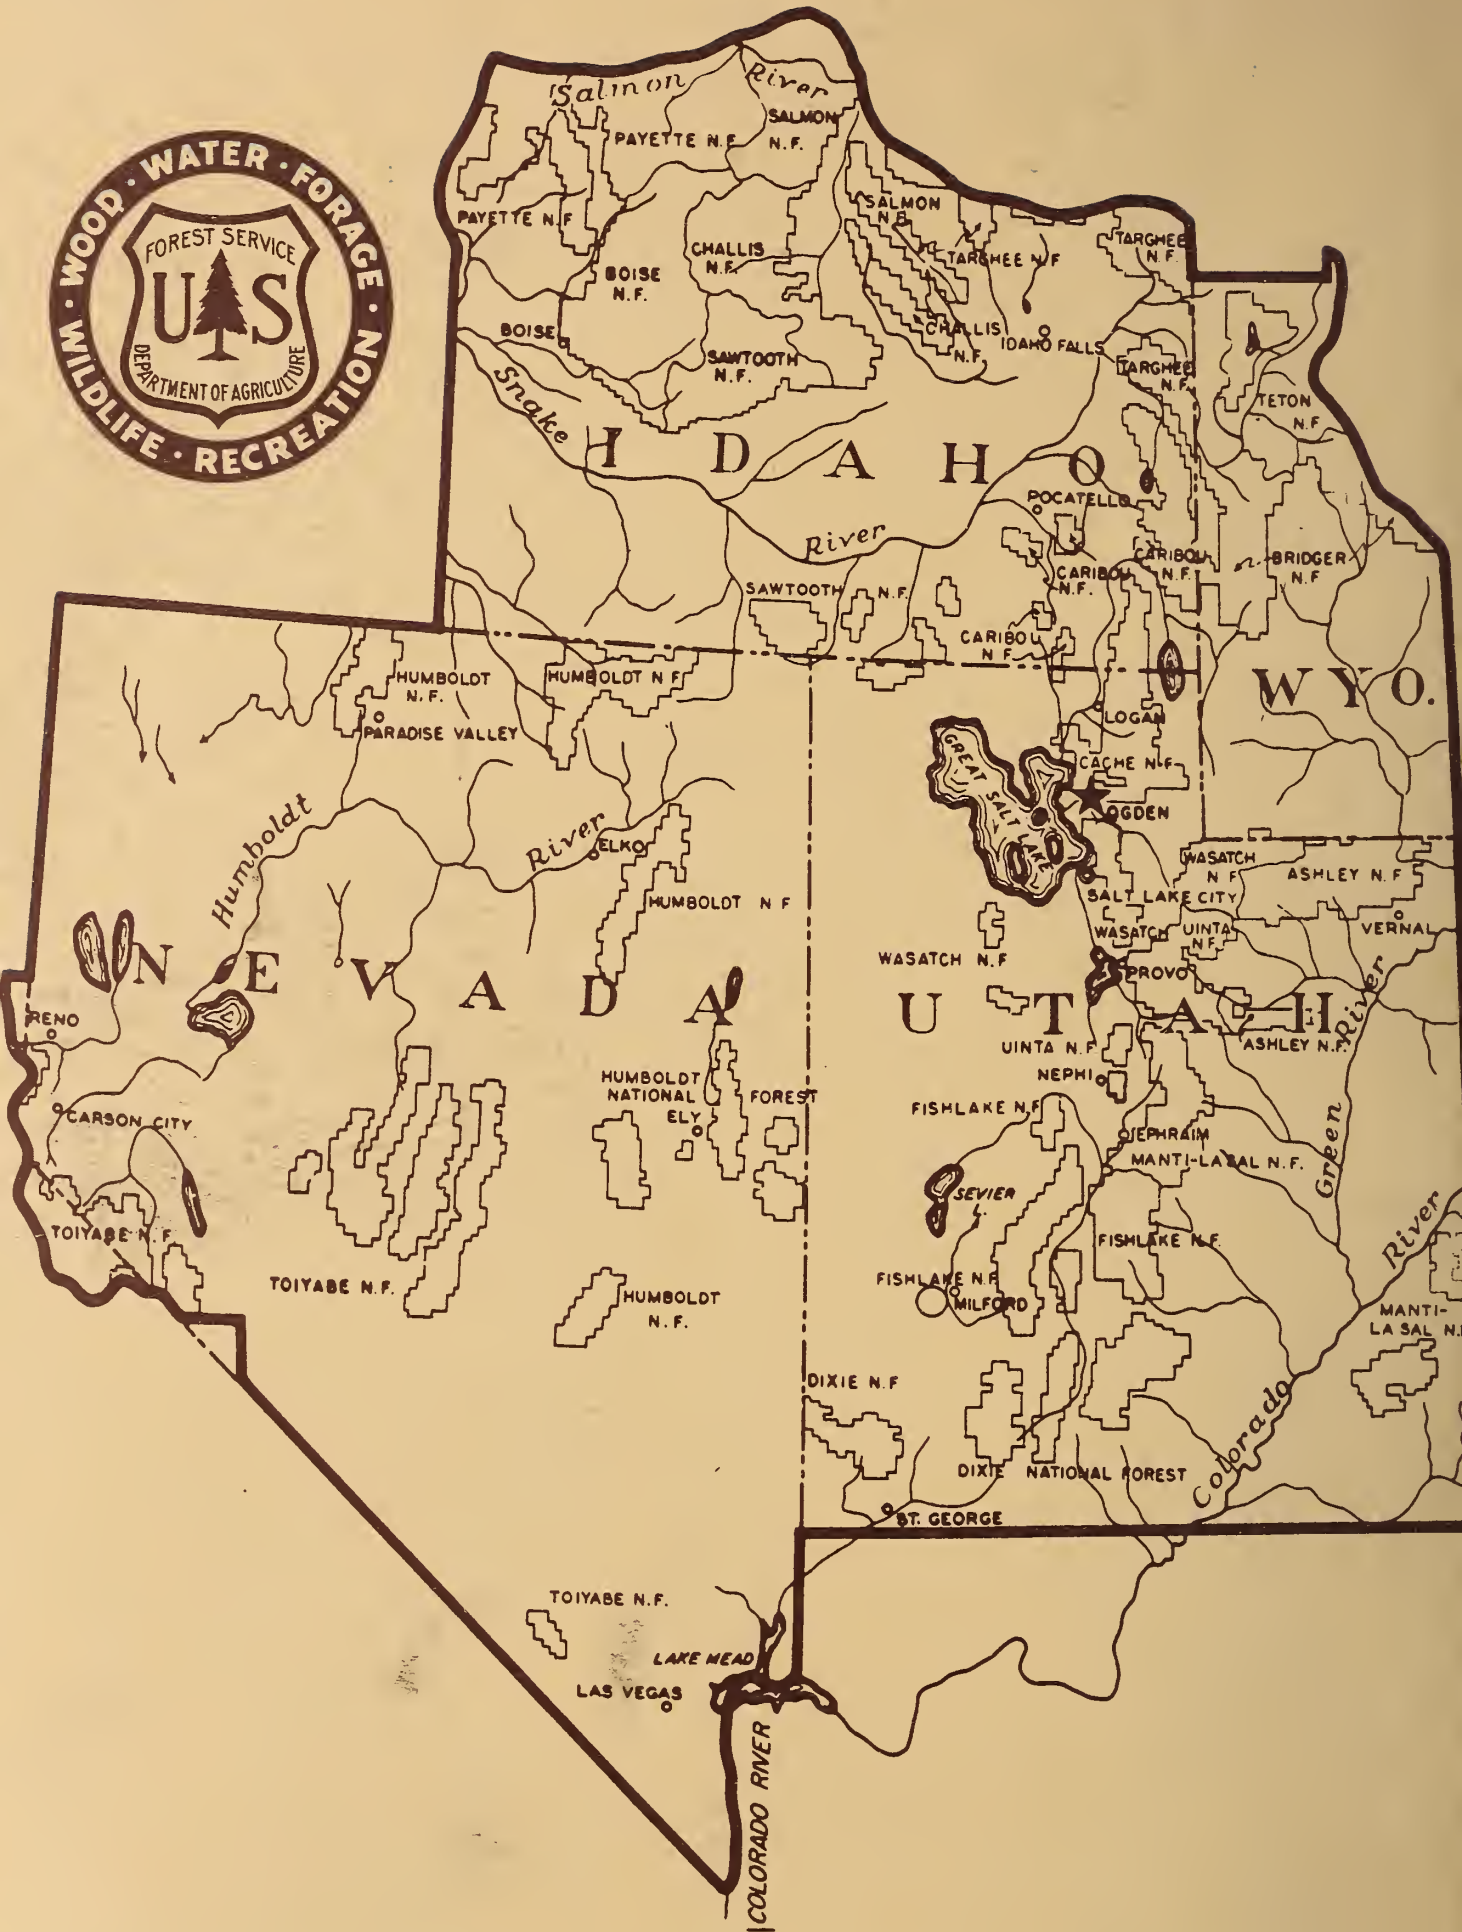 WOOD · WATER · FORAGE ·
WILDLIFE · RECREATION ·
FOREST SERVICE
U S
DEPARTMENT OF AGRICULTURE
Salmon River
SALMON
N.F.
PAYETTE N.F.
PAYETTE N.F
SALMON
N.F.
CHALLIS
N.F.
TARGHEE N.F
TARGHEE
N.F.
BOISE
N.F.
BOISE
CHALLIS
N.F.
IDAHO FALLS
SAWTOOTH
N.F.
TARGHEE
N.F.
TETON
N.F
Snake
River
IDAHO
POCATELLO
CARIBOU
N.F.
CARIBOU
N.F.
BRIDGER
N.F
SAWTOOTH N.F.
CARIBOU
N.F.
WYO.
HUMBOLDT
N.F.
HUMBOLDT N F
PARADISE VALLEY
LOGAN
GREAT SALT LAKE
CACHE N.F.
OGDEN
Humboldt
River
ELKO
WASATCH
N F
ASHLEY N.F
SALT LAKE CITY
HUMBOLDT N F
WASATCH
UINTA
N.F.
VERNAL
WASATCH N.F
PROVO
NEVADA
UTAH
RENO
UINTA N.F
ASHLEY N.F.
Green
River
NEPHI
HUMBOLDT
NATIONAL FOREST
ELY
FISHLAKE N.F.
CARSON CITY
EPHRAIM
MANTI-LASAL N.F.
SEVIER
L.
TOIYABE N.F
FISHLAKE N.F.
River
TOIYABE N.F.
FISHLAKE N.F.
MILFORD
HUMBOLDT
N.F.
MANTI-
LA SAL N.F
DIXIE N.F
Colorado
DIXIE NATIONAL FOREST
ST. GEORGE
TOIYABE N.F.
LAKE MEAD
LAS VEGAS
COLORADO RIVER